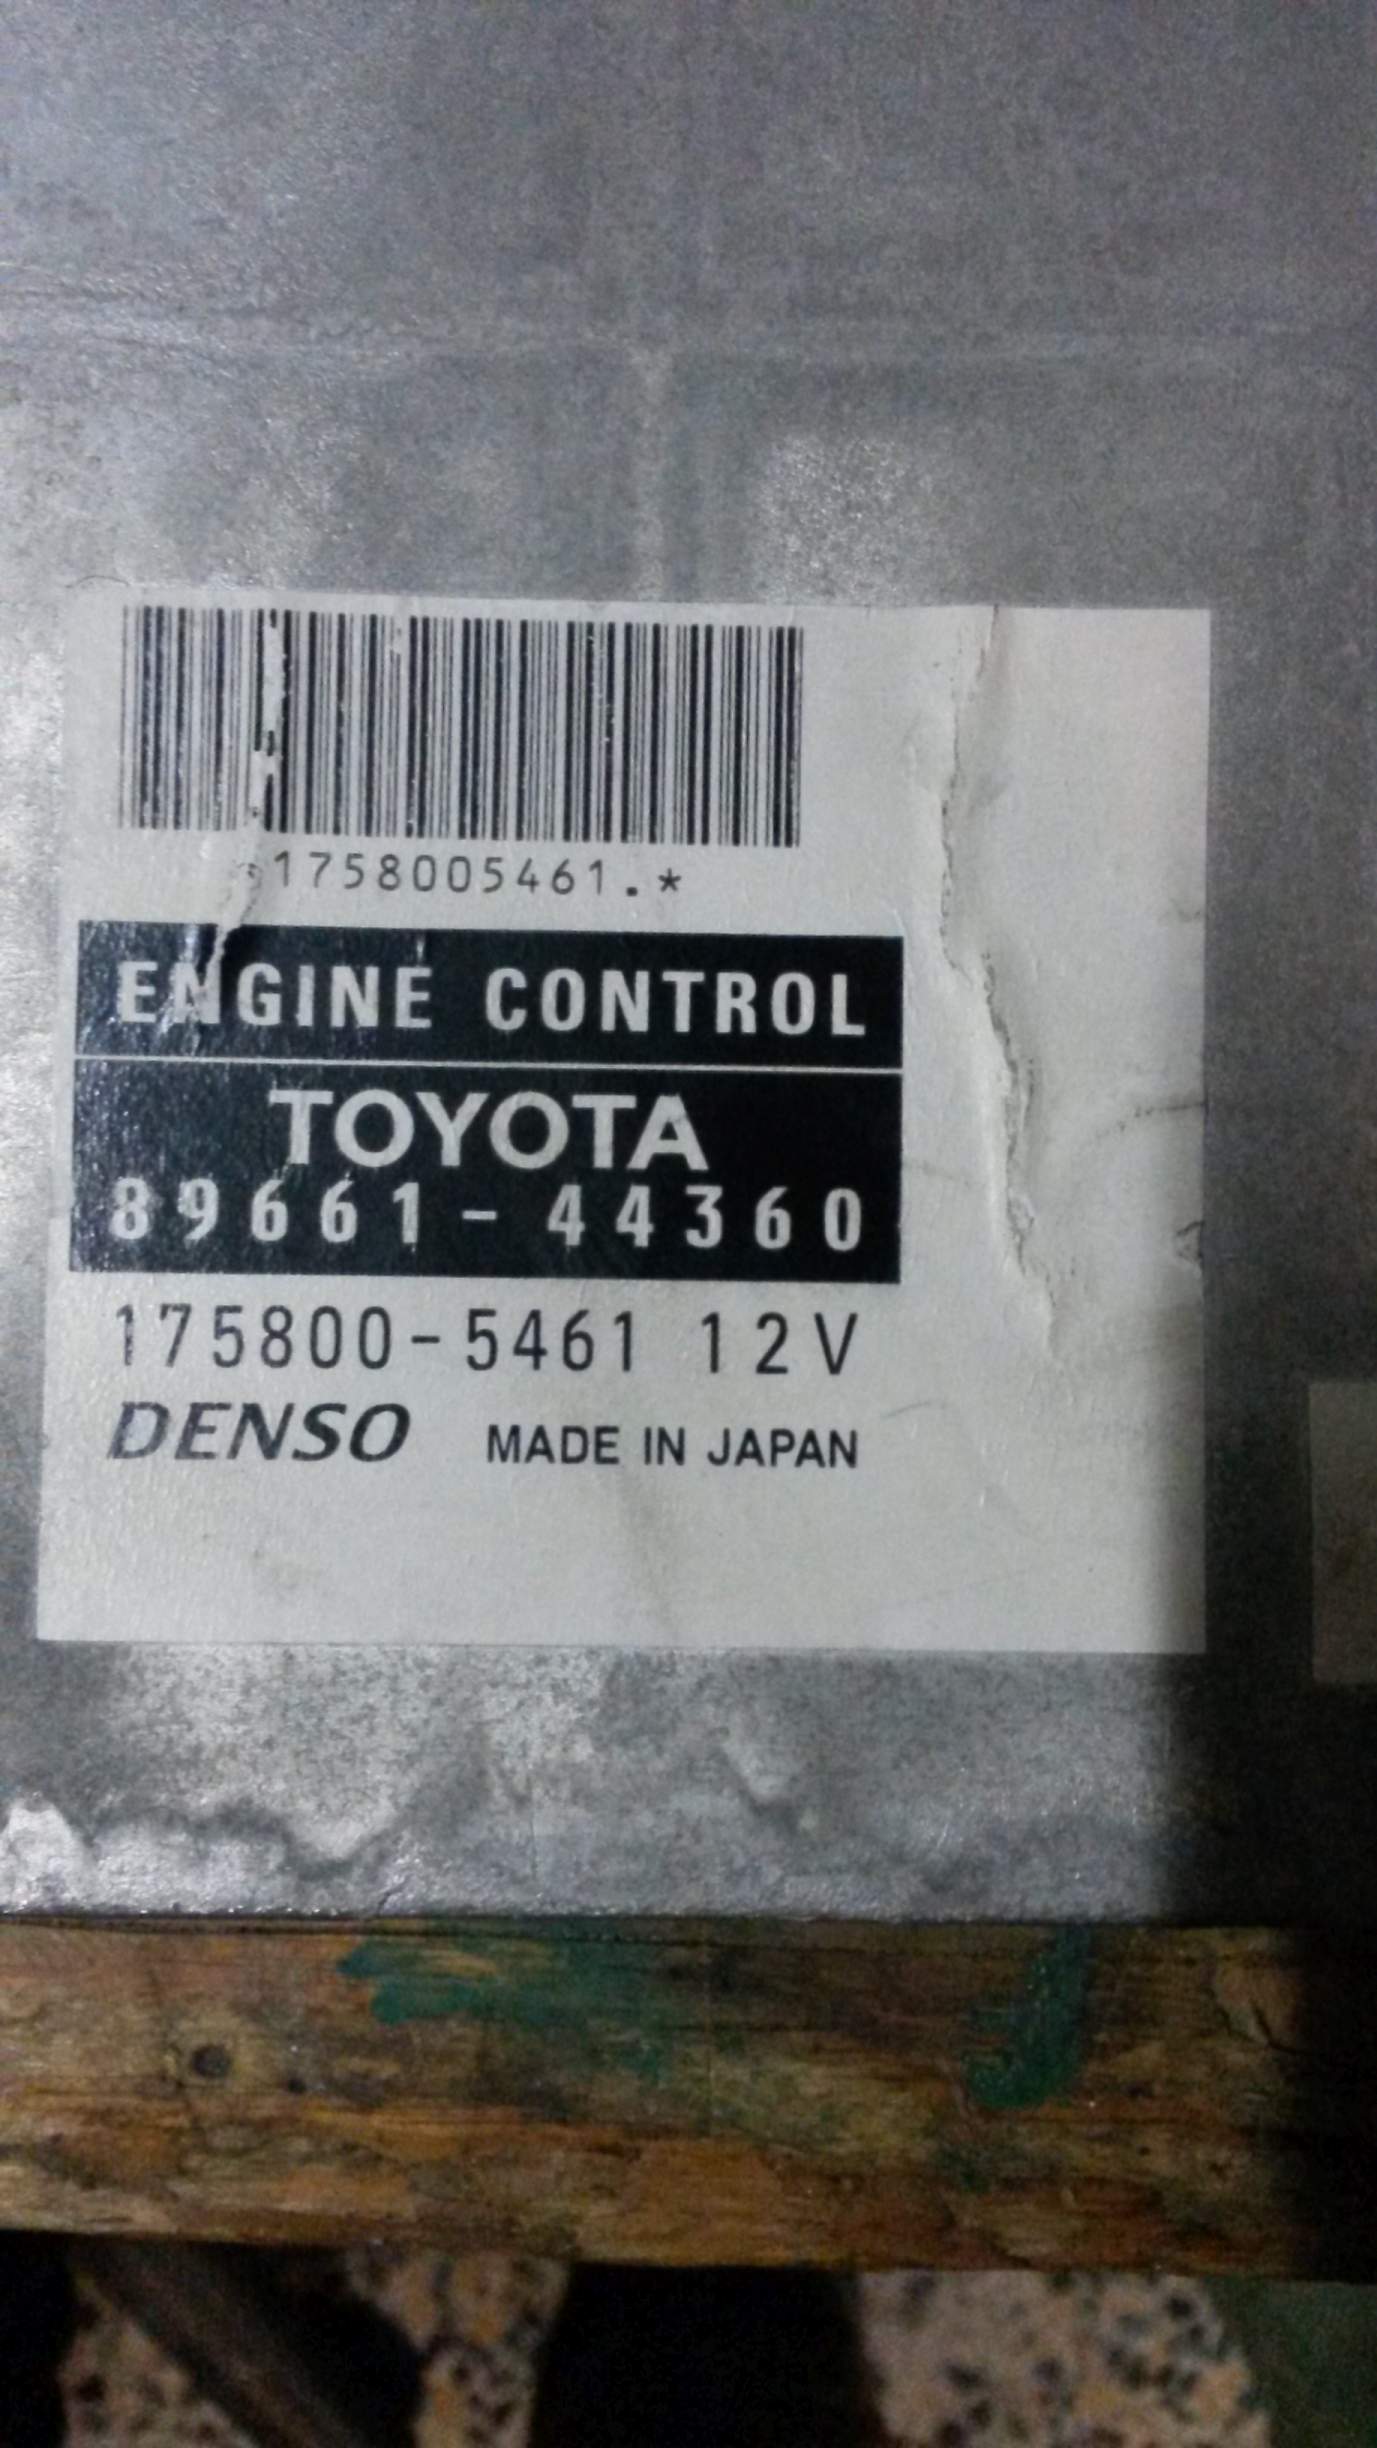 1758005461.*
ENGINE CONTROL
TOYOTA
89661-44360
175800-5461 12V
DENSO MADE IN JAPAN